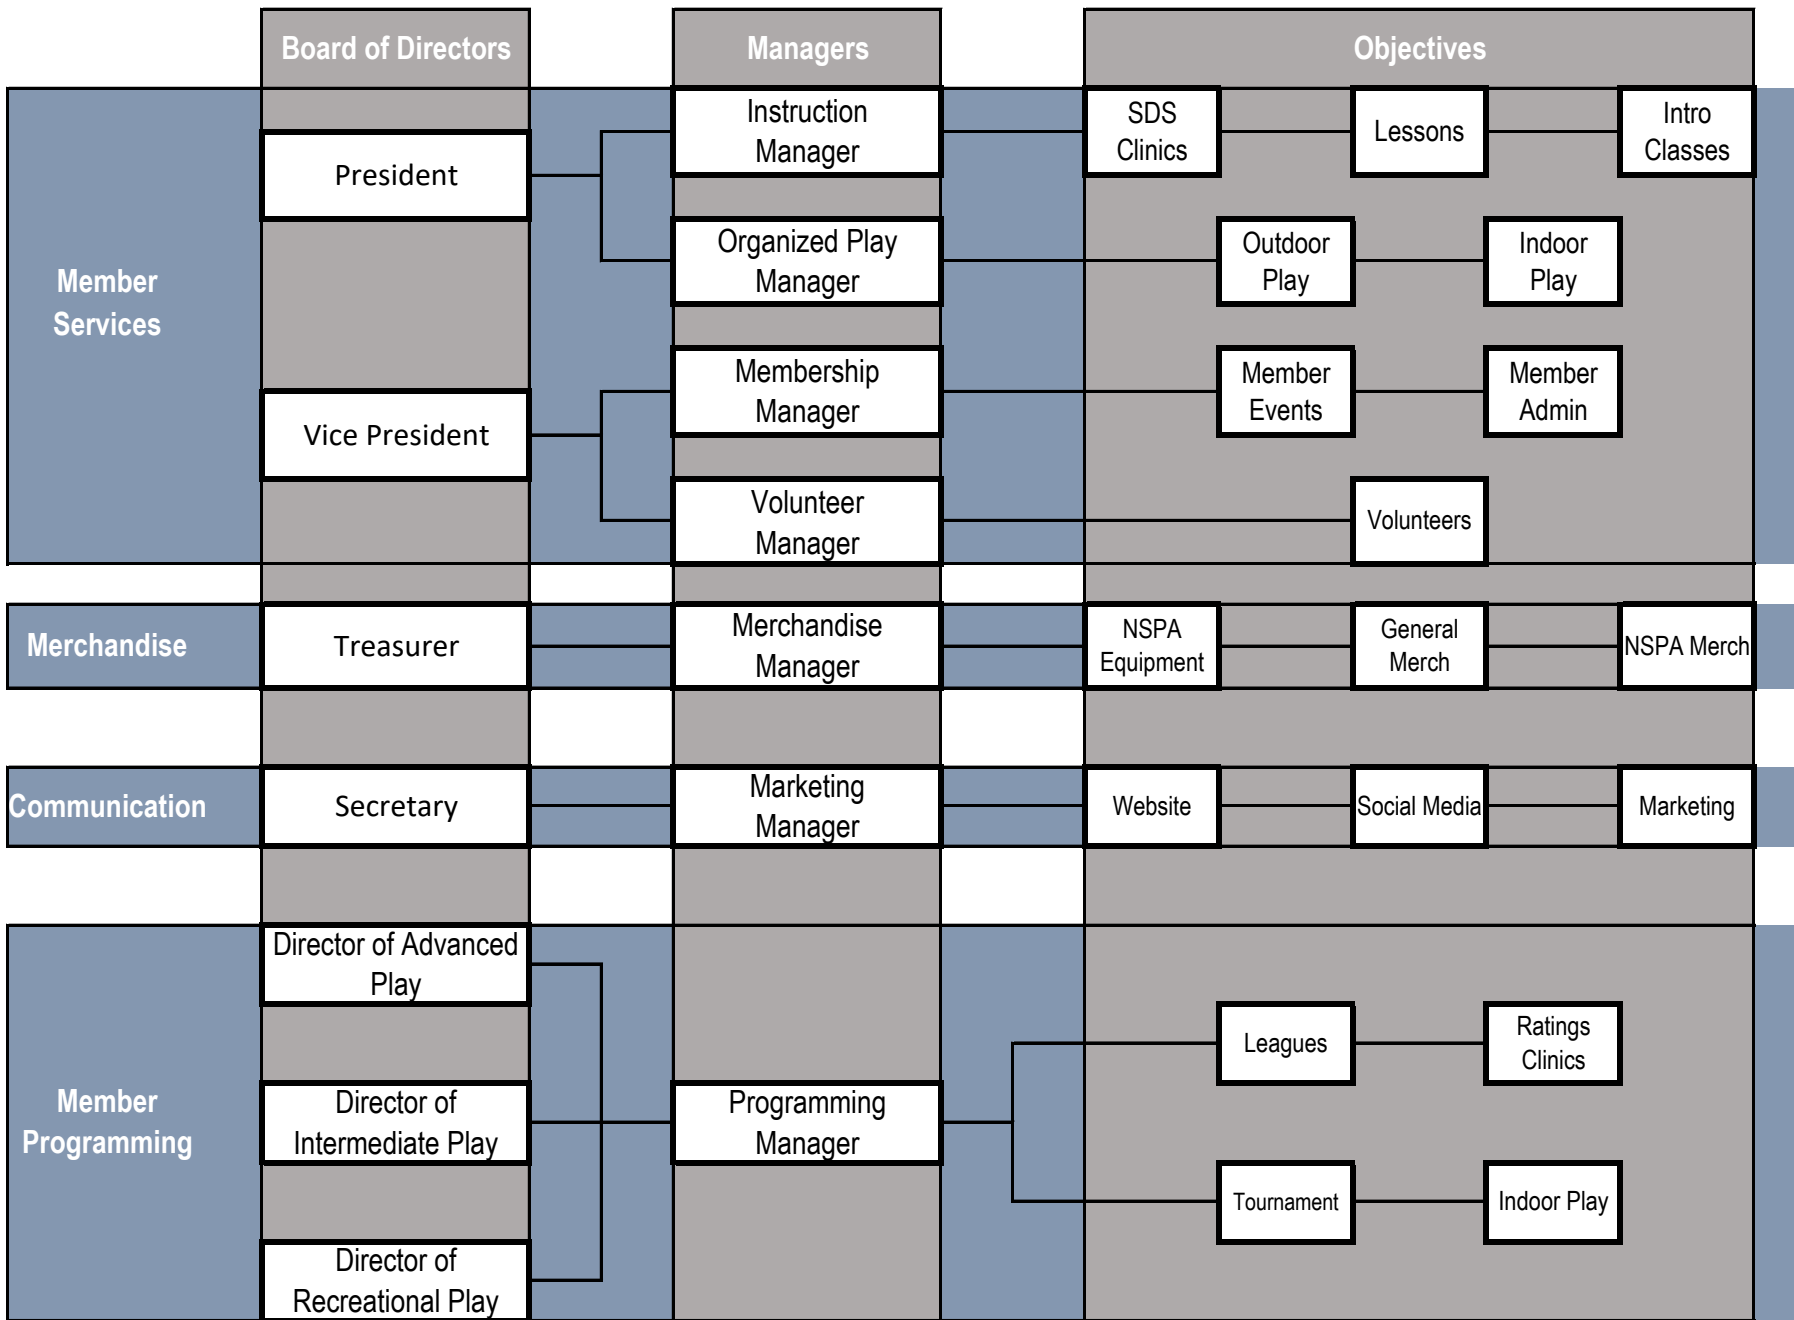 Board of Directors
Managers
Objectives
Member
Services
President
Instruction
Manager
SDS
Clinics
Lessons
Intro
Classes
Organized Play
Manager
Outdoor
Play
Indoor
Play
Vice President
Membership
Manager
Member
Events
Member
Admin
Volunteer
Manager
Volunteers
Merchandise
Treasurer
Merchandise
Manager
NSPA
Equipment
General
Merch
NSPA Merch
Communication
Secretary
Marketing
Manager
Website
Social Media
Marketing
Member
Programming
Director of Advanced
Play
Director of
Intermediate Play
Director of
Recreational Play
Programming
Manager
Leagues
Ratings
Clinics
Tournament
Indoor Play